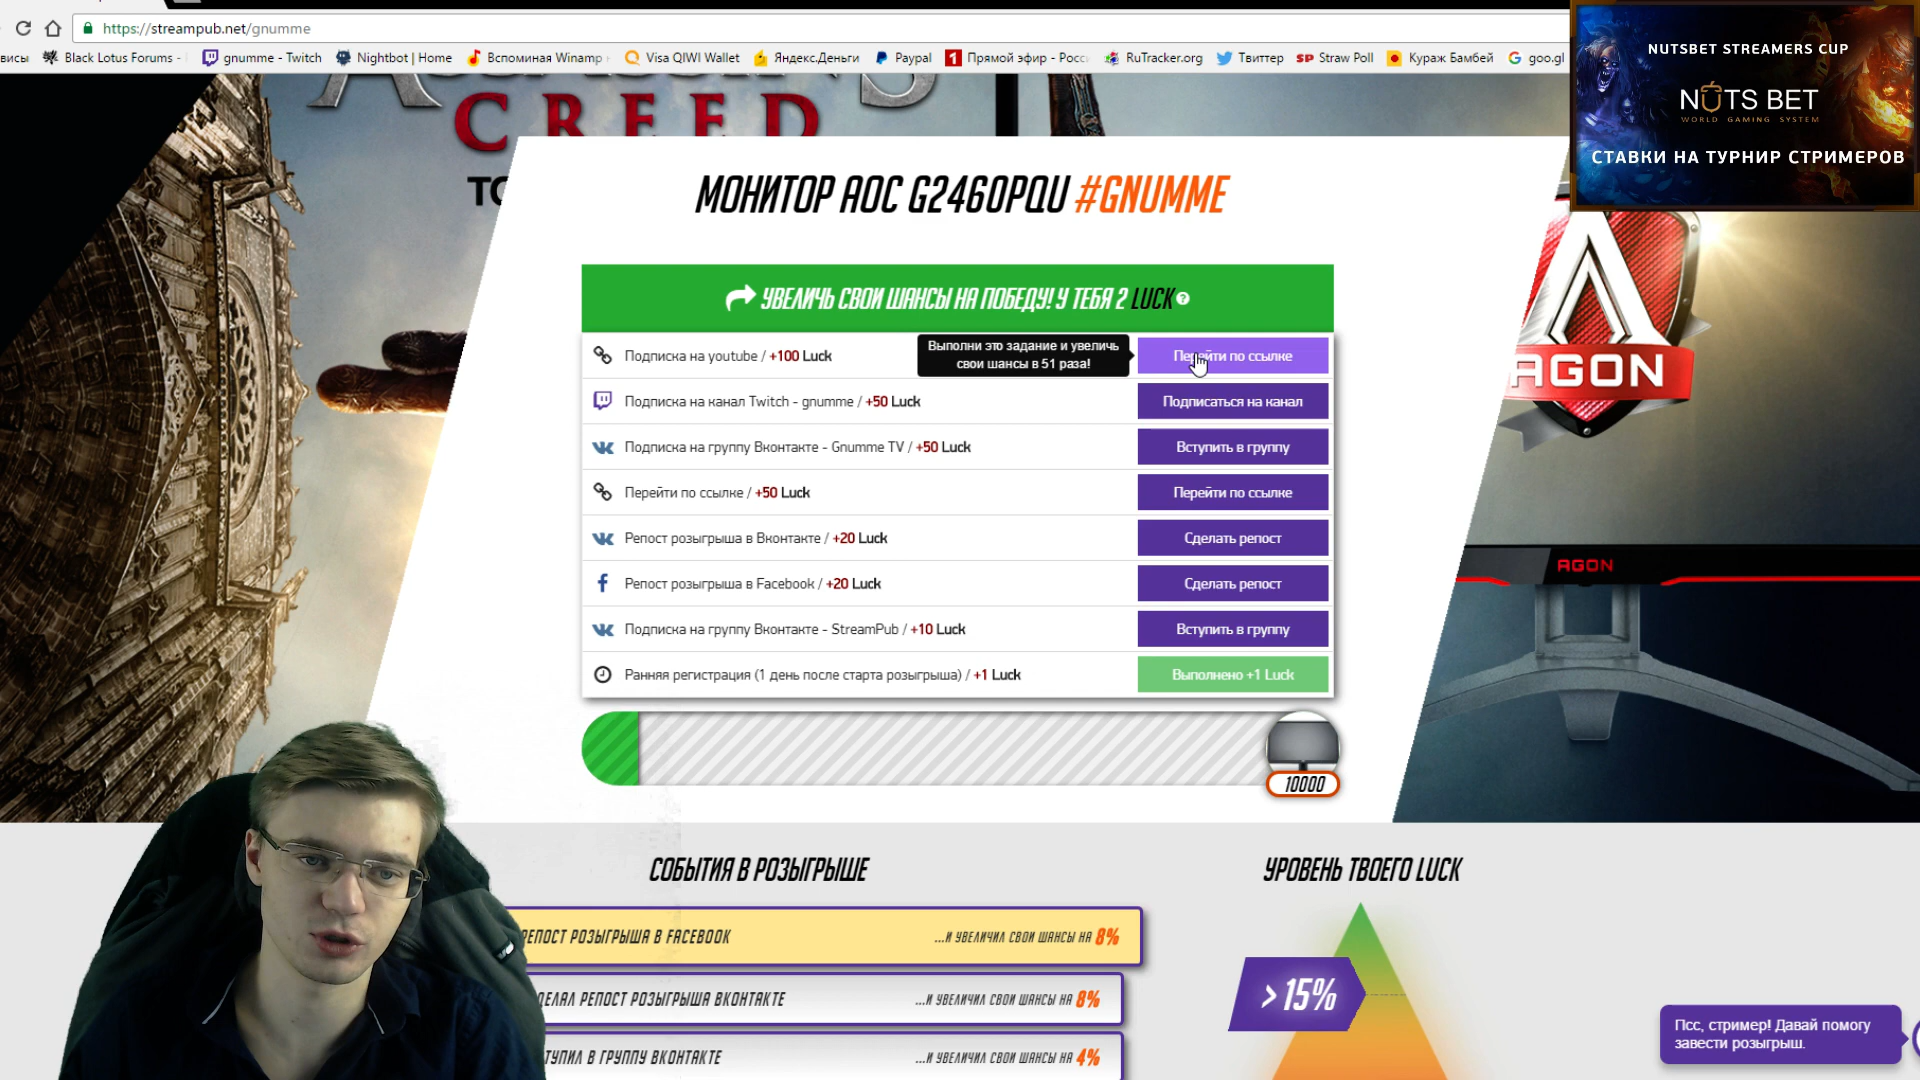 https://streampub.net/gnumme
висы
Black Lotus Forums -
gnumme - Twitch
Nightbot | Home
Вспоминая Winamp
Visa QIWI Wallet
Яндекс.Деньги
Paypal
Прямой эфир - Росс
RuTracker.org
Твиттер
SP Straw Poll
Кураж Бамбей
goo.gl
NUTSBET STREAMERS CUP
NUTS BET
WORLD GAMING SYSTEM
СТАВКИ НА ТУРНИР СТРИМЕРОВ
CREED
МОНИТОР AOC G2460PQU #GNUMME
УВЕЛИЧЬ СВОИ ШАНСЫ НА ПОБЕДУ! У ТЕБЯ 2 LUCK ?
Подписка на youtube / +100 Luck
Выполни это задание и увеличь
свои шансы в 51 раза!
Перейти по ссылке
Подписка на канал Twitch - gnumme / +50 Luck
Подписаться на канал
Подписка на группу Вконтакте - Gnumme TV / +50 Luck
Вступить в группу
Перейти по ссылке / +50 Luck
Перейти по ссылке
Репост розыгрыша в Вконтакте / +20 Luck
Сделать репост
Репост розыгрыша в Facebook / +20 Luck
Сделать репост
Подписка на группу Вконтакте - StreamPub / +10 Luck
Вступить в группу
Ранняя регистрация (1 день после старта розыгрыша) / +1 Luck
Выполнено +1 Luck
10000
AGON
AGON
СОБЫТИЯ В РОЗЫГРЫШЕ
УРОВЕНЬ ТВОЕГО LUCK
РЕПОСТ РОЗЫГРЫША В FACEBOOK
...И УВЕЛИЧИЛ СВОИ ШАНСЫ НА 8%
ДЕЛАЛ РЕПОСТ РОЗЫГРЫША ВКОНТАКТЕ
...И УВЕЛИЧИЛ СВОИ ШАНСЫ НА 8%
ТУПИЛ В ГРУППУ ВКОНТАКТЕ
...И УВЕЛИЧИЛ СВОИ ШАНСЫ НА 4%
> 15%
Псс, стример! Давай помогу
завести розыгрыш.